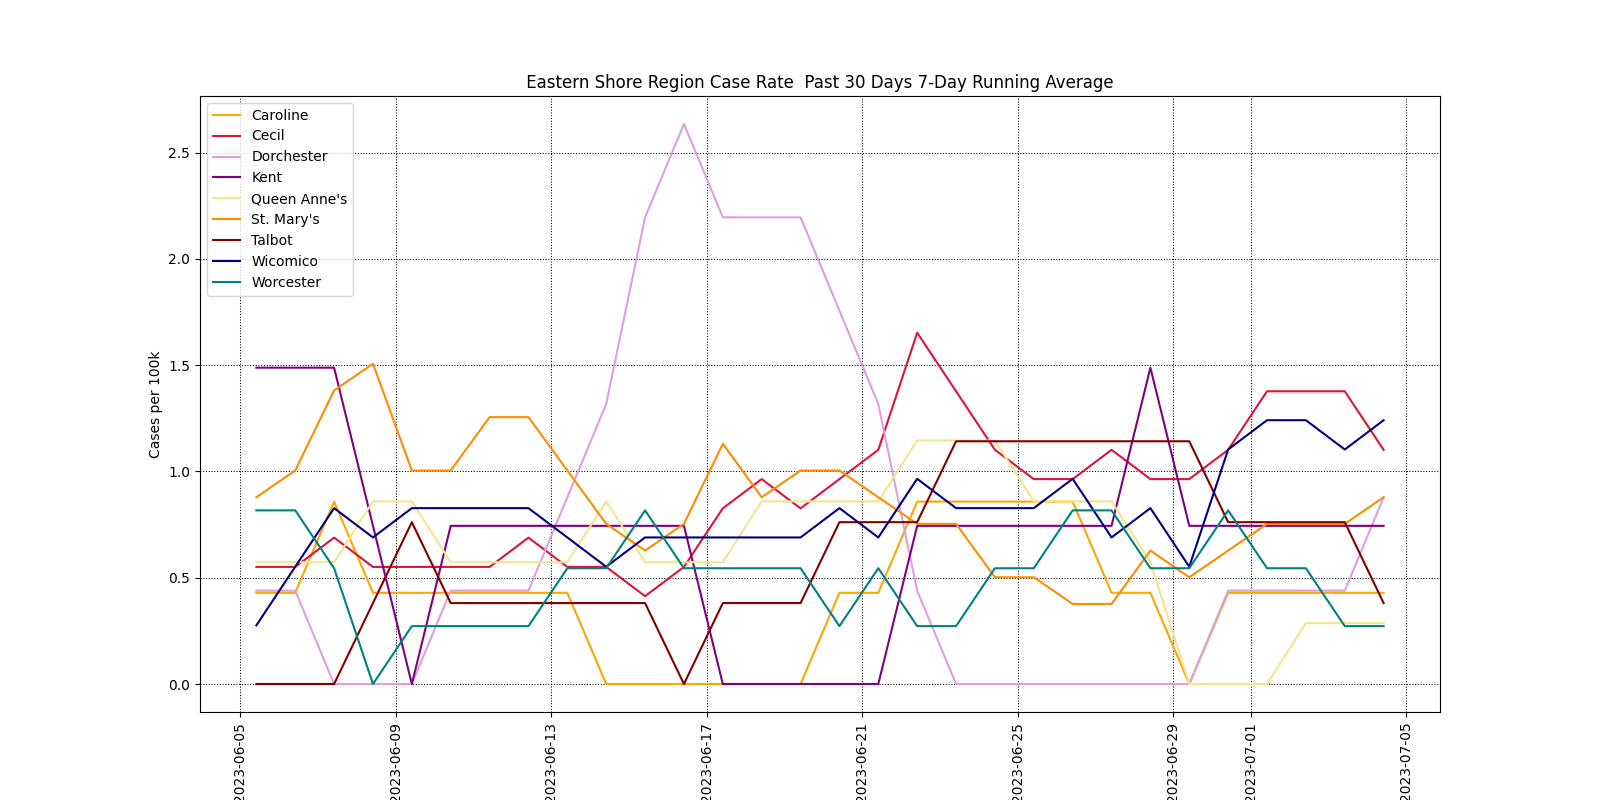 Eastern Shore Region Case Rate  Past 30 Days 7-Day Running Average
Caroline
Cecil
Dorchester
Kent
Queen Anne's
St. Mary's
Talbot
Wicomico
Worcester
Cases per 100k
2.5
2.0
1.5
1.0
0.5
0.0
2023-06-05
2023-06-09
2023-06-13
2023-06-17
2023-06-21
2023-06-25
2023-06-29
2023-07-01
2023-07-05